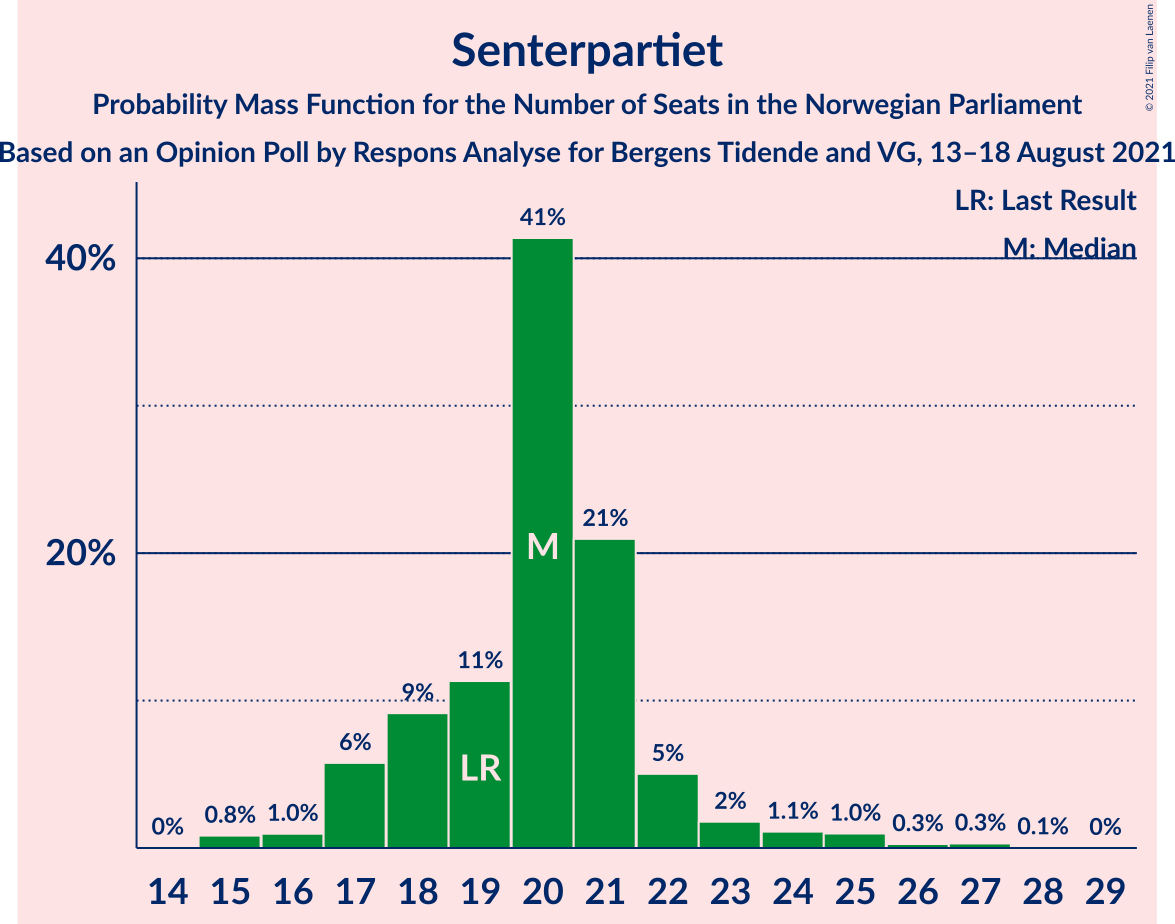 Senterpartiet
Probability Mass Function for the Number of Seats in the Norwegian Parliament
Based on an Opinion Poll by Respons Analyse for Bergens Tidende and VG, 13–18 August 2021
© 2021 Filip van Laenen
LR: Last Result
M: Median
40%
20%
0%
0.8%
1.0%
6%
9%
11%
41%
21%
5%
2%
1.1%
1.0%
0.3%
0.3%
0.1%
0%
LR
M
14 15 16 17 18 19 20 21 22 23 24 25 26 27 28 29